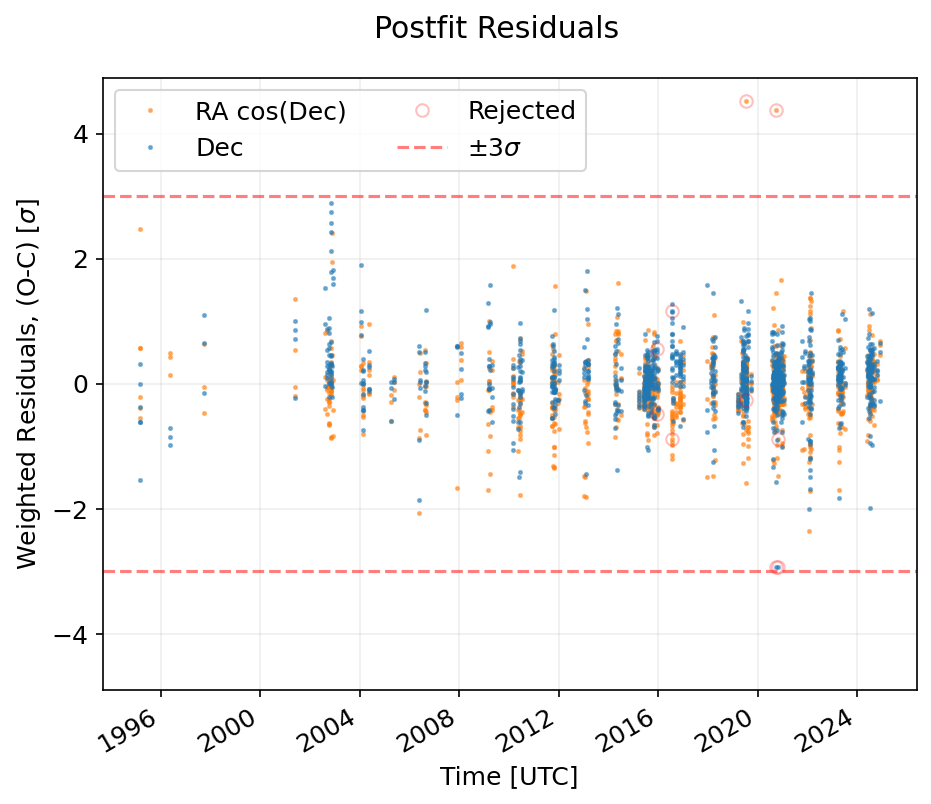 Postfit Residuals
RA cos(Dec)
Dec
Rejected
±3σ
Weighted Residuals, (O-C) [σ]
4
2
0
−2
−4
1996
2000
2004
2008
2012
2016
2020
2024
Time [UTC]